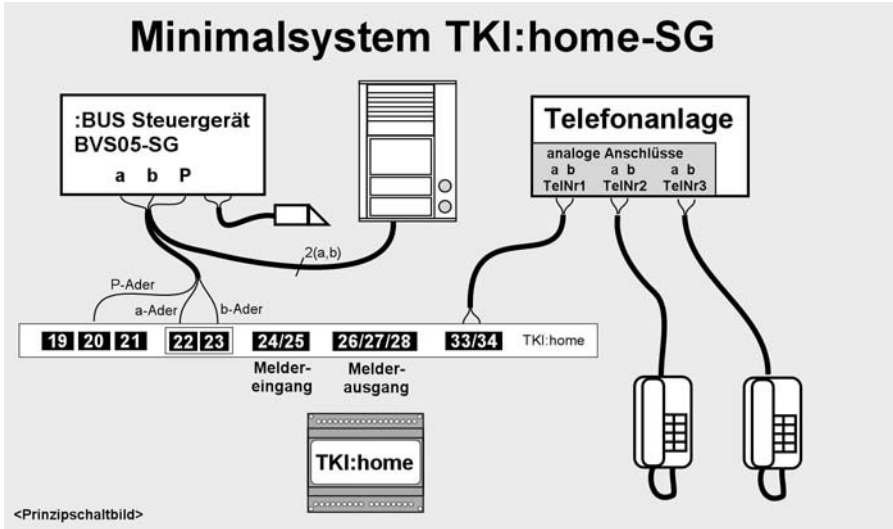 Minimalsystem TKI:home-SG
:BUS Steuergerät
BVS05-SG
a b P
Telefonanlage
analoge Anschlüsse
a b a b a b
TelNr1 TelNr2 TelNr3
2(a,b)
P-Ader
a-Ader
b-Ader
19 20 21 22 23 24/25 26/27/28 33/34 TKI:home
Melder-
eingang
Melder-
ausgang
TKI:home
<Prinzipschaltbild>